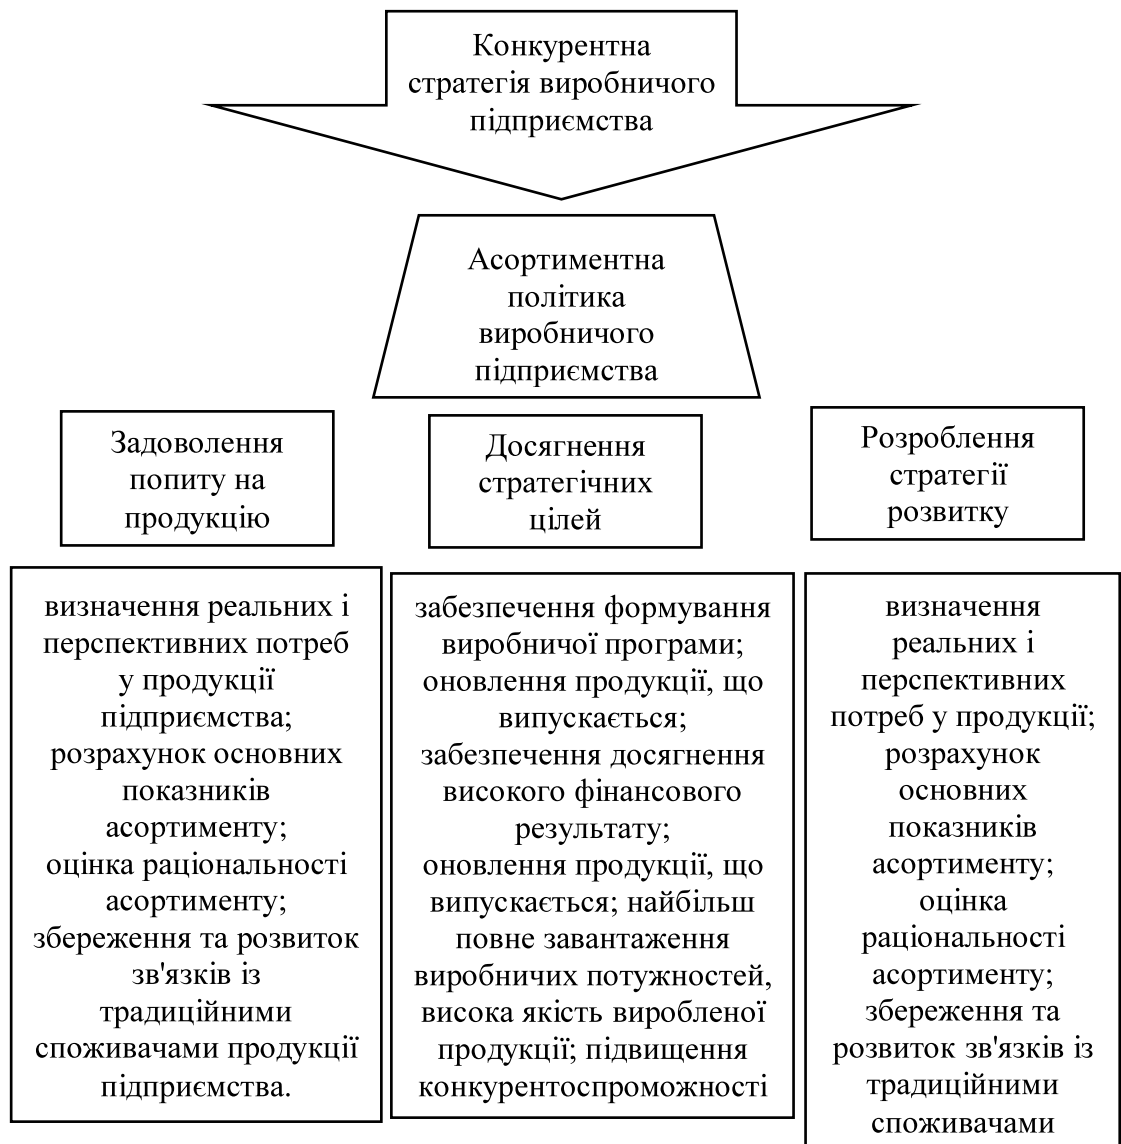 Конкурентна
стратегія виробничого
підприємства
Асортиментна
політика
виробничого
підприємства
Задоволення
попиту на
продукцію
Досягнення
стратегічних
цілей
Розроблення
стратегії
розвитку
визначення реальних і
перспективних потреб
у продукції
підприємства;
розрахунок основних
показників
асортименту;
оцінка раціональності
асортименту;
збереження та розвиток
зв'язків із
традиційними
споживачами продукції
підприємства.
забезпечення формування
виробничої програми;
оновлення продукції, що
випускається;
забезпечення досягнення
високого фінансового
результату;
оновлення продукції, що
випускається; найбільш
повне завантаження
виробничих потужностей,
висока якість виробленої
продукції; підвищення
конкурентоспроможності
визначення
реальних і
перспективних
потреб у продукції;
розрахунок
основних
показників
асортименту;
оцінка
раціональності
асортименту;
збереження та
розвиток зв'язків із
традиційними
споживачами